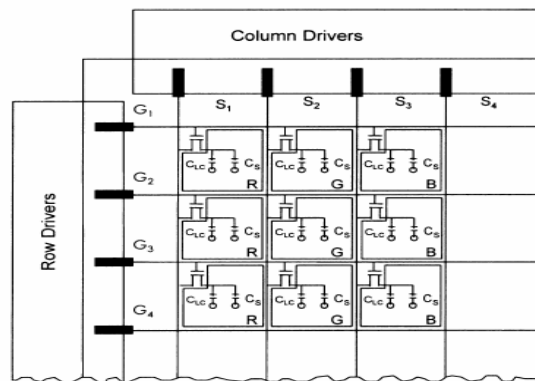 Column Drivers
S1 S2 S3 S4
G1
CLC CS CLC CS CLC CS
R G B
G2
CLC CS CLC CS CLC CS
R G B
Row Drivers
G3
CLC CS CLC CS CLC CS
R G B
G4